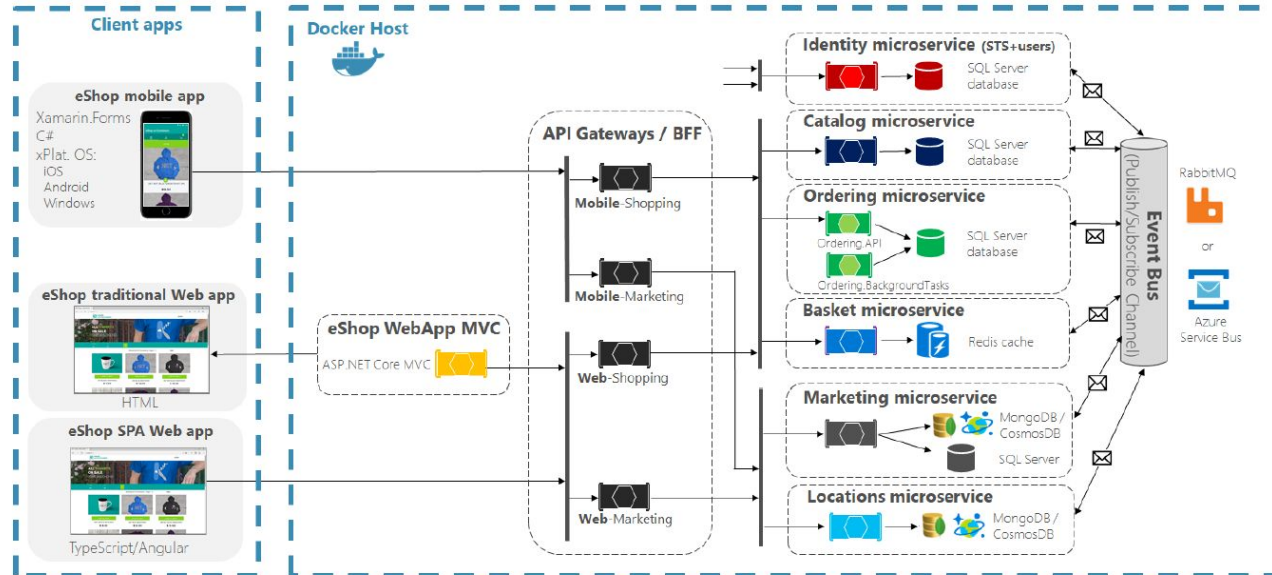 Client apps
eShop mobile app
Xamarin.Forms
C#
xPlat. OS:
iOS
Android
Windows
eShop traditional Web app
HTML
eShop SPA Web app
TypeScript/Angular
Docker Host
eShop WebApp MVC
ASP.NET Core MVC
API Gateways / BFF
Mobile-Shopping
Mobile-Marketing
Web-Shopping
Web-Marketing
Identity microservice (STS+users)
SQL Server
database
Catalog microservice
SQL Server
database
Ordering microservice
Ordering.API
SQL Server
database
Ordering.BackgroundTasks
Basket microservice
Redis cache
Marketing microservice
MongoDB /
CosmosDB
SQL Server
Locations microservice
MongoDB /
CosmosDB
Event Bus
(Publish/Subscribe Channel)
RabbitMQ
or
Azure
Service Bus